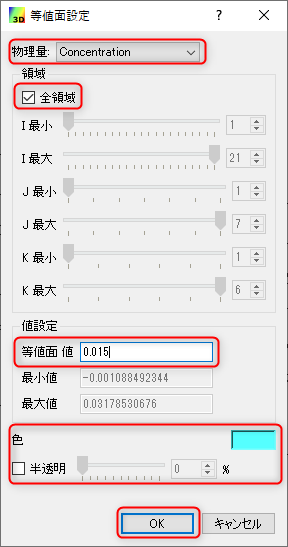 3D 等値面設定
物理量: Concentration
領域
全領域
I 最小 1
I 最大 21
J 最小 1
J 最大 7
K 最小 1
K 最大 6
値設定
等値面 値 0.015
最小値 -0.001088492344
最大値 0.03178530676
色
半透明 0 %
OK キャンセル